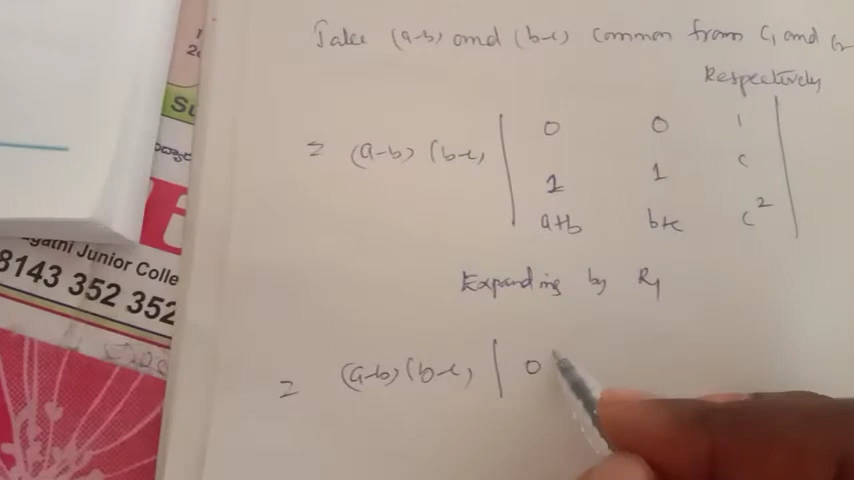 Take (a-b) and (b-c) common from C₁ and C₂
Respectively
= (a-b) (b-c) | 0 0 1 |
1 1 c
a+b b+c c²
Expanding by R₁
= (a-b) (b-c) | 0
Junior Colle
8143 352 352